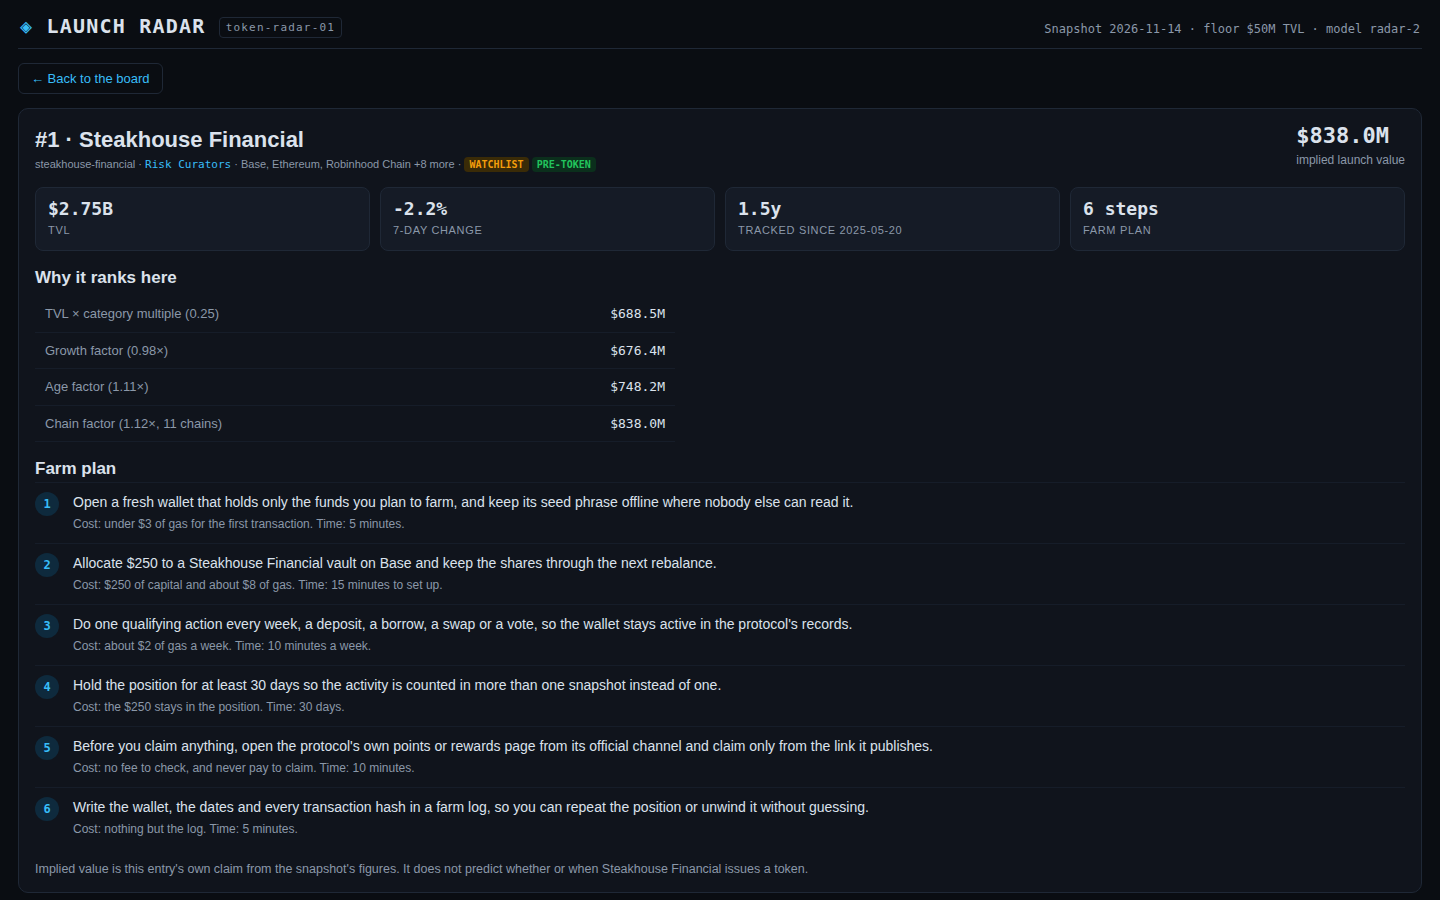 ◈ LAUNCH RADAR token-radar-01
Snapshot 2026-11-14 · floor $50M TVL · model radar-2
← Back to the board
#1 · Steakhouse Financial
$838.0M
implied launch value
steakhouse-financial · Risk Curators · Base, Ethereum, Robinhood Chain +8 more · WATCHLIST PRE-TOKEN
$2.75B
TVL
-2.2%
7-DAY CHANGE
1.5y
TRACKED SINCE 2025-05-20
6 steps
FARM PLAN
Why it ranks here
TVL × category multiple (0.25) $688.5M
Growth factor (0.98×) $676.4M
Age factor (1.11×) $748.2M
Chain factor (1.12×, 11 chains) $838.0M
Farm plan
1 Open a fresh wallet that holds only the funds you plan to farm, and keep its seed phrase offline where nobody else can read it.
Cost: under $3 of gas for the first transaction. Time: 5 minutes.
2 Allocate $250 to a Steakhouse Financial vault on Base and keep the shares through the next rebalance.
Cost: $250 of capital and about $8 of gas. Time: 15 minutes to set up.
3 Do one qualifying action every week, a deposit, a borrow, a swap or a vote, so the wallet stays active in the protocol's records.
Cost: about $2 of gas a week. Time: 10 minutes a week.
4 Hold the position for at least 30 days so the activity is counted in more than one snapshot instead of one.
Cost: the $250 stays in the position. Time: 30 days.
5 Before you claim anything, open the protocol's own points or rewards page from its official channel and claim only from the link it publishes.
Cost: no fee to check, and never pay to claim. Time: 10 minutes.
6 Write the wallet, the dates and every transaction hash in a farm log, so you can repeat the position or unwind it without guessing.
Cost: nothing but the log. Time: 5 minutes.
Implied value is this entry's own claim from the snapshot's figures. It does not predict whether or when Steakhouse Financial issues a token.